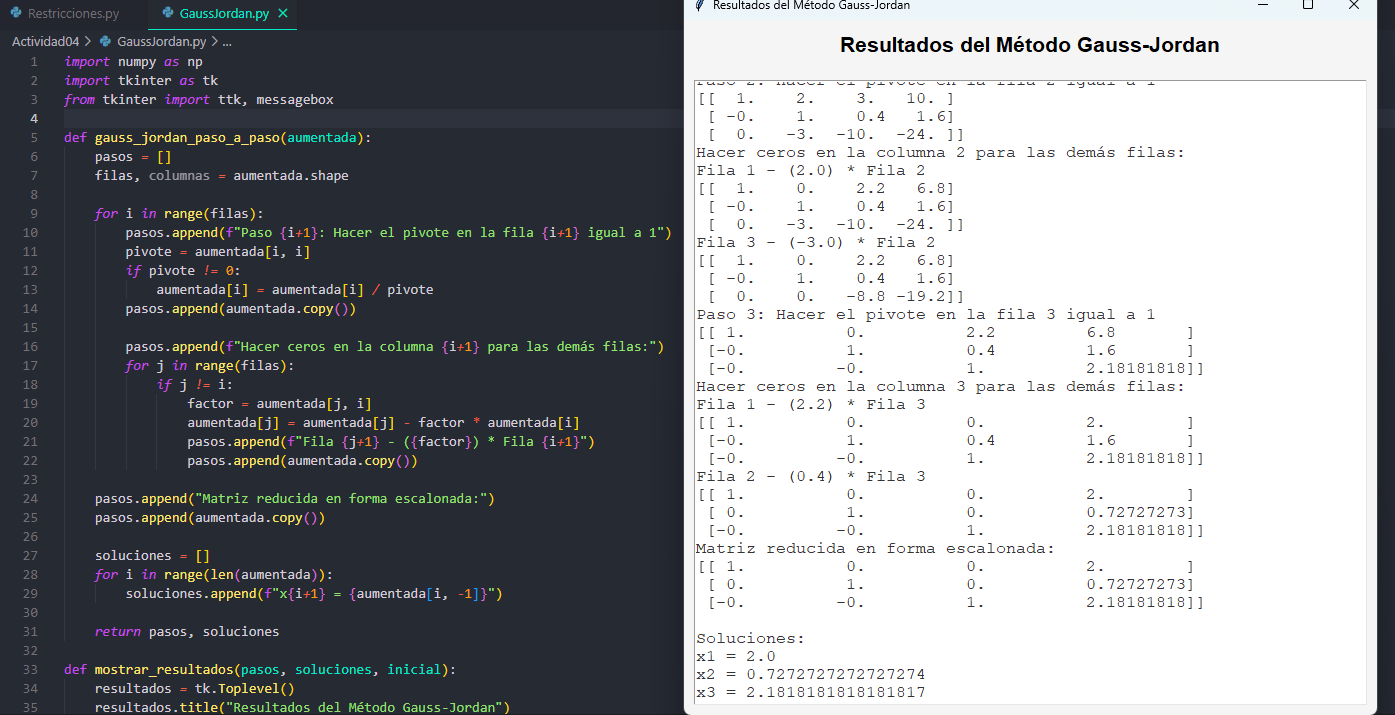 Restricciones.py
GaussJordan.py
Actividad04 > GaussJordan.py > ...
1 import numpy as np
2 import tkinter as tk
3 from tkinter import ttk, messagebox
4
5 def gauss_jordan_paso_a_paso(aumentada):
6 pasos = []
7 filas, columnas = aumentada.shape
8
9 for i in range(filas):
10 pasos.append(f"Paso {i+1}: Hacer el pivote en la fila {i+1} igual a 1")
11 pivote = aumentada[i, i]
12 if pivote != 0:
13 aumentada[i] = aumentada[i] / pivote
14 pasos.append(aumentada.copy())
15
16 pasos.append(f"Hacer ceros en la columna {i+1} para las demás filas:")
17 for j in range(filas):
18 if j != i:
19 factor = aumentada[j, i]
20 aumentada[j] = aumentada[j] - factor * aumentada[i]
21 pasos.append(f"Fila {j+1} - ({factor}) * Fila {i+1}")
22 pasos.append(aumentada.copy())
23
24 pasos.append("Matriz reducida en forma escalonada:")
25 pasos.append(aumentada.copy())
26
27 soluciones = []
28 for i in range(len(aumentada)):
29 soluciones.append(f"x{i+1} = {aumentada[i, -1]}")
30
31 return pasos, soluciones
32
33 def mostrar_resultados(pasos, soluciones, inicial):
34 resultados = tk.Toplevel()
35 resultados.title("Resultados del Método Gauss-Jordan")
Resultados del Método Gauss-Jordan
Resultados del Método Gauss-Jordan
Paso 2: Hacer el pivote en la fila 2 igual a 1
[[ 1. 2. 3. 10. ]
[ -0. 1. 0.4 1.6]
[ 0. -3. -10. -24. ]]
Hacer ceros en la columna 2 para las demás filas:
Fila 1 - (2.0) * Fila 2
[[ 1. 0. 2.2 6.8]
[ -0. 1. 0.4 1.6]
[ 0. -3. -10. -24. ]]
Fila 3 - (-3.0) * Fila 2
[[ 1. 0. 2.2 6.8]
[ -0. 1. 0.4 1.6]
[ 0. 0. -8.8 -19.2]]
Paso 3: Hacer el pivote en la fila 3 igual a 1
[[ 1. 0. 2.2 6.8 ]
[-0. 1. 0.4 1.6 ]
[-0. -0. 1. 2.18181818]]
Hacer ceros en la columna 3 para las demás filas:
Fila 1 - (2.2) * Fila 3
[[ 1. 0. 0. 2. ]
[-0. 1. 0.4 1.6 ]
[-0. -0. 1. 2.18181818]]
Fila 2 - (0.4) * Fila 3
[[ 1. 0. 0. 2. ]
[ 0. 1. 0. 0.72727273]
[-0. -0. 1. 2.18181818]]
Matriz reducida en forma escalonada:
[[ 1. 0. 0. 2. ]
[ 0. 1. 0. 0.72727273]
[-0. -0. 1. 2.18181818]]
Soluciones:
x1 = 2.0
x2 = 0.7272727272727274
x3 = 2.1818181818181817